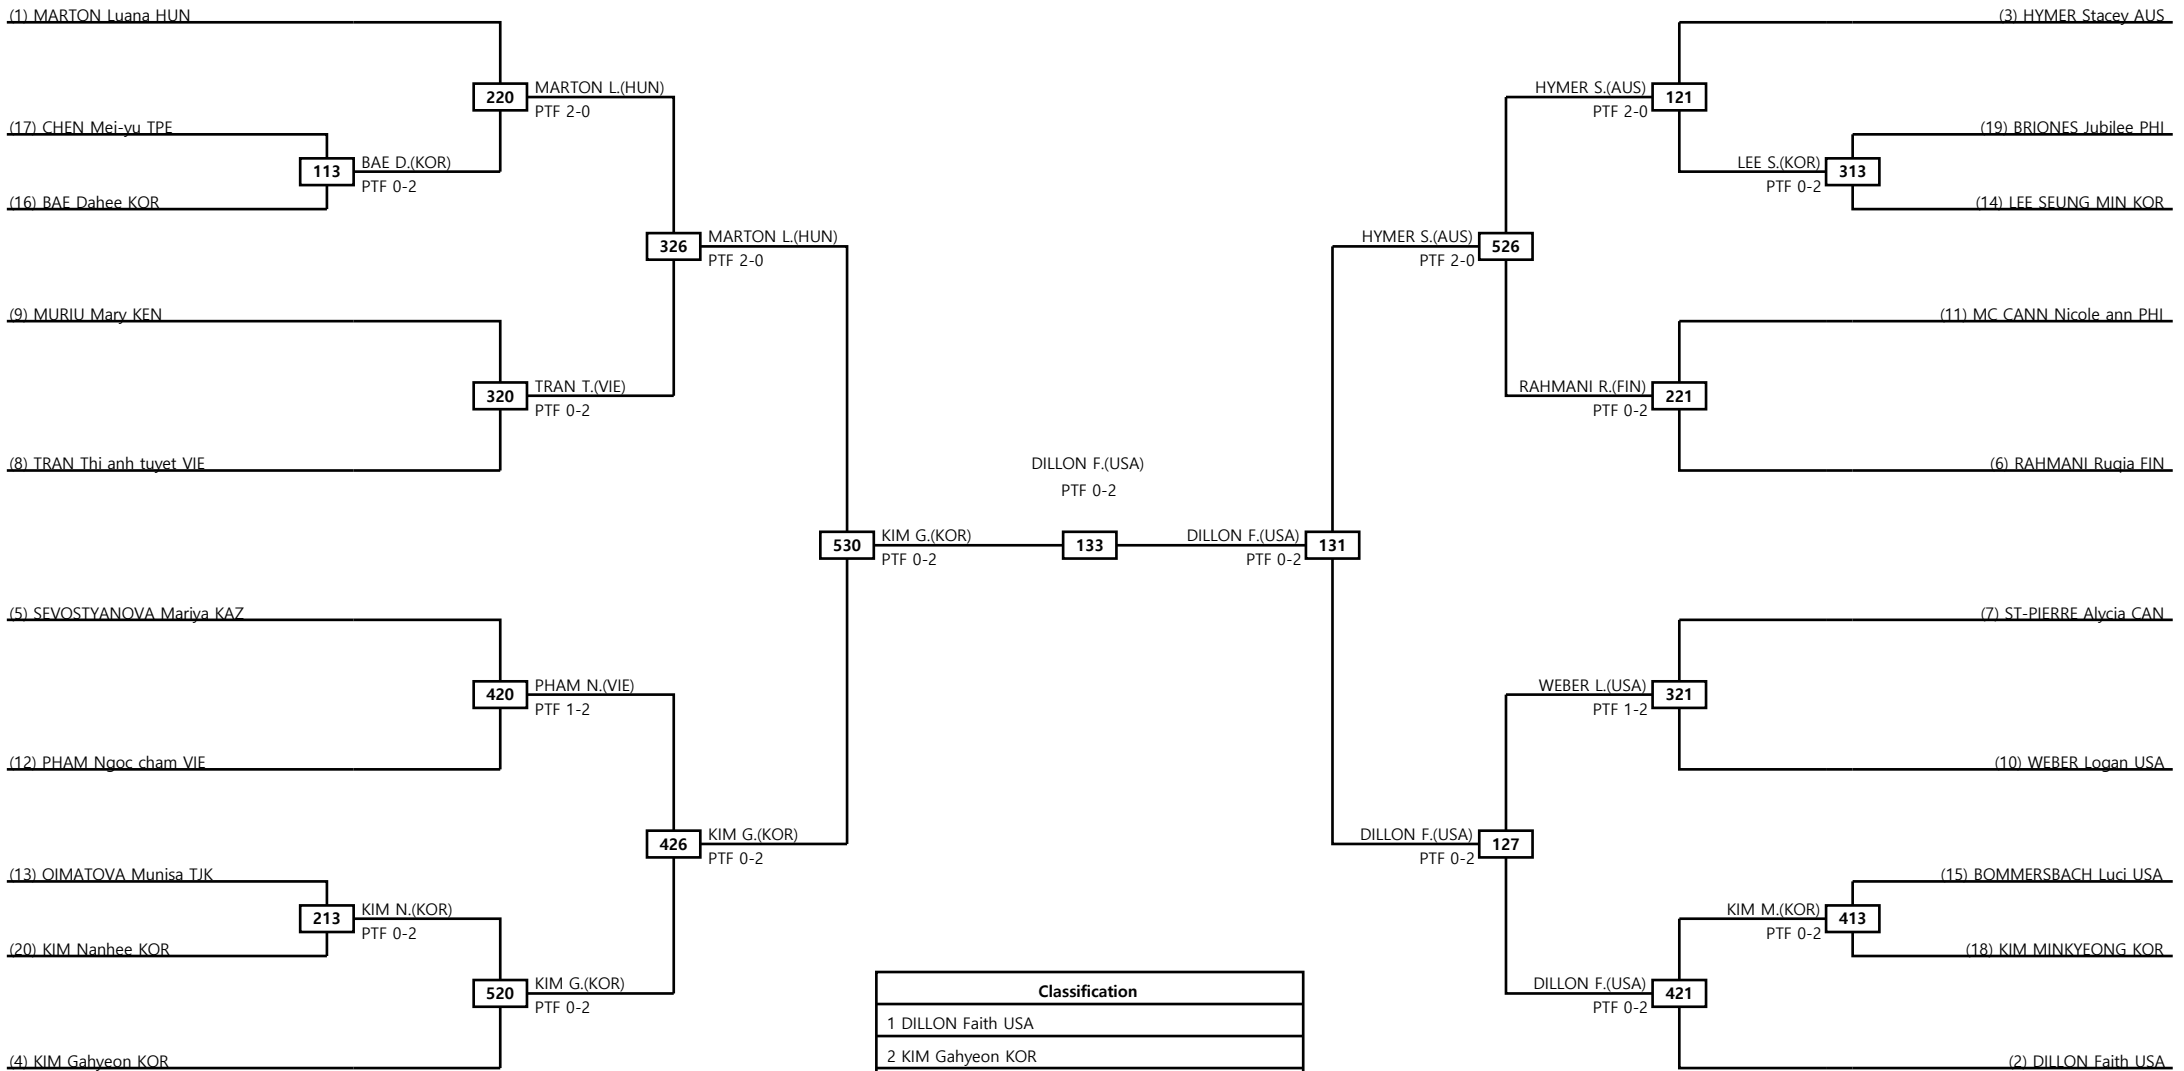 (1) MARTON Luana HUN
(3) HYMER Stacey AUS
220
MARTON L.(HUN)
PTF 2-0
HYMER S.(AUS)
PTF 2-0
121
(17) CHEN Mei-yu TPE
(19) BRIONES Jubilee PHI
113
BAE D.(KOR)
PTF 0-2
LEE S.(KOR)
PTF 0-2
313
(16) BAE Dahee KOR
(14) LEE SEUNG MIN KOR
326
MARTON L.(HUN)
PTF 2-0
HYMER S.(AUS)
PTF 2-0
526
(9) MURIU Mary KEN
(11) MC CANN Nicole ann PHI
320
TRAN T.(VIE)
PTF 0-2
RAHMANI R.(FIN)
PTF 0-2
221
(8) TRAN Thi anh tuyet VIE
(6) RAHMANI Ruqia FIN
DILLON F.(USA)
PTF 0-2
530
KIM G.(KOR)
PTF 0-2
133
DILLON F.(USA)
PTF 0-2
131
(5) SEVOSTYANOVA Mariya KAZ
(7) ST-PIERRE Alycia CAN
420
PHAM N.(VIE)
PTF 1-2
WEBER L.(USA)
PTF 1-2
321
(12) PHAM Ngoc cham VIE
(10) WEBER Logan USA
426
KIM G.(KOR)
PTF 0-2
DILLON F.(USA)
PTF 0-2
127
(13) OIMATOVA Munisa TJK
(15) BOMMERSBACH Luci USA
213
KIM N.(KOR)
PTF 0-2
KIM M.(KOR)
PTF 0-2
413
(20) KIM Nanhee KOR
(18) KIM MINKYEONG KOR
520
KIM G.(KOR)
PTF 0-2
DILLON F.(USA)
PTF 0-2
421
Classification
1 DILLON Faith USA
2 KIM Gahyeon KOR
(4) KIM Gahyeon KOR
(2) DILLON Faith USA